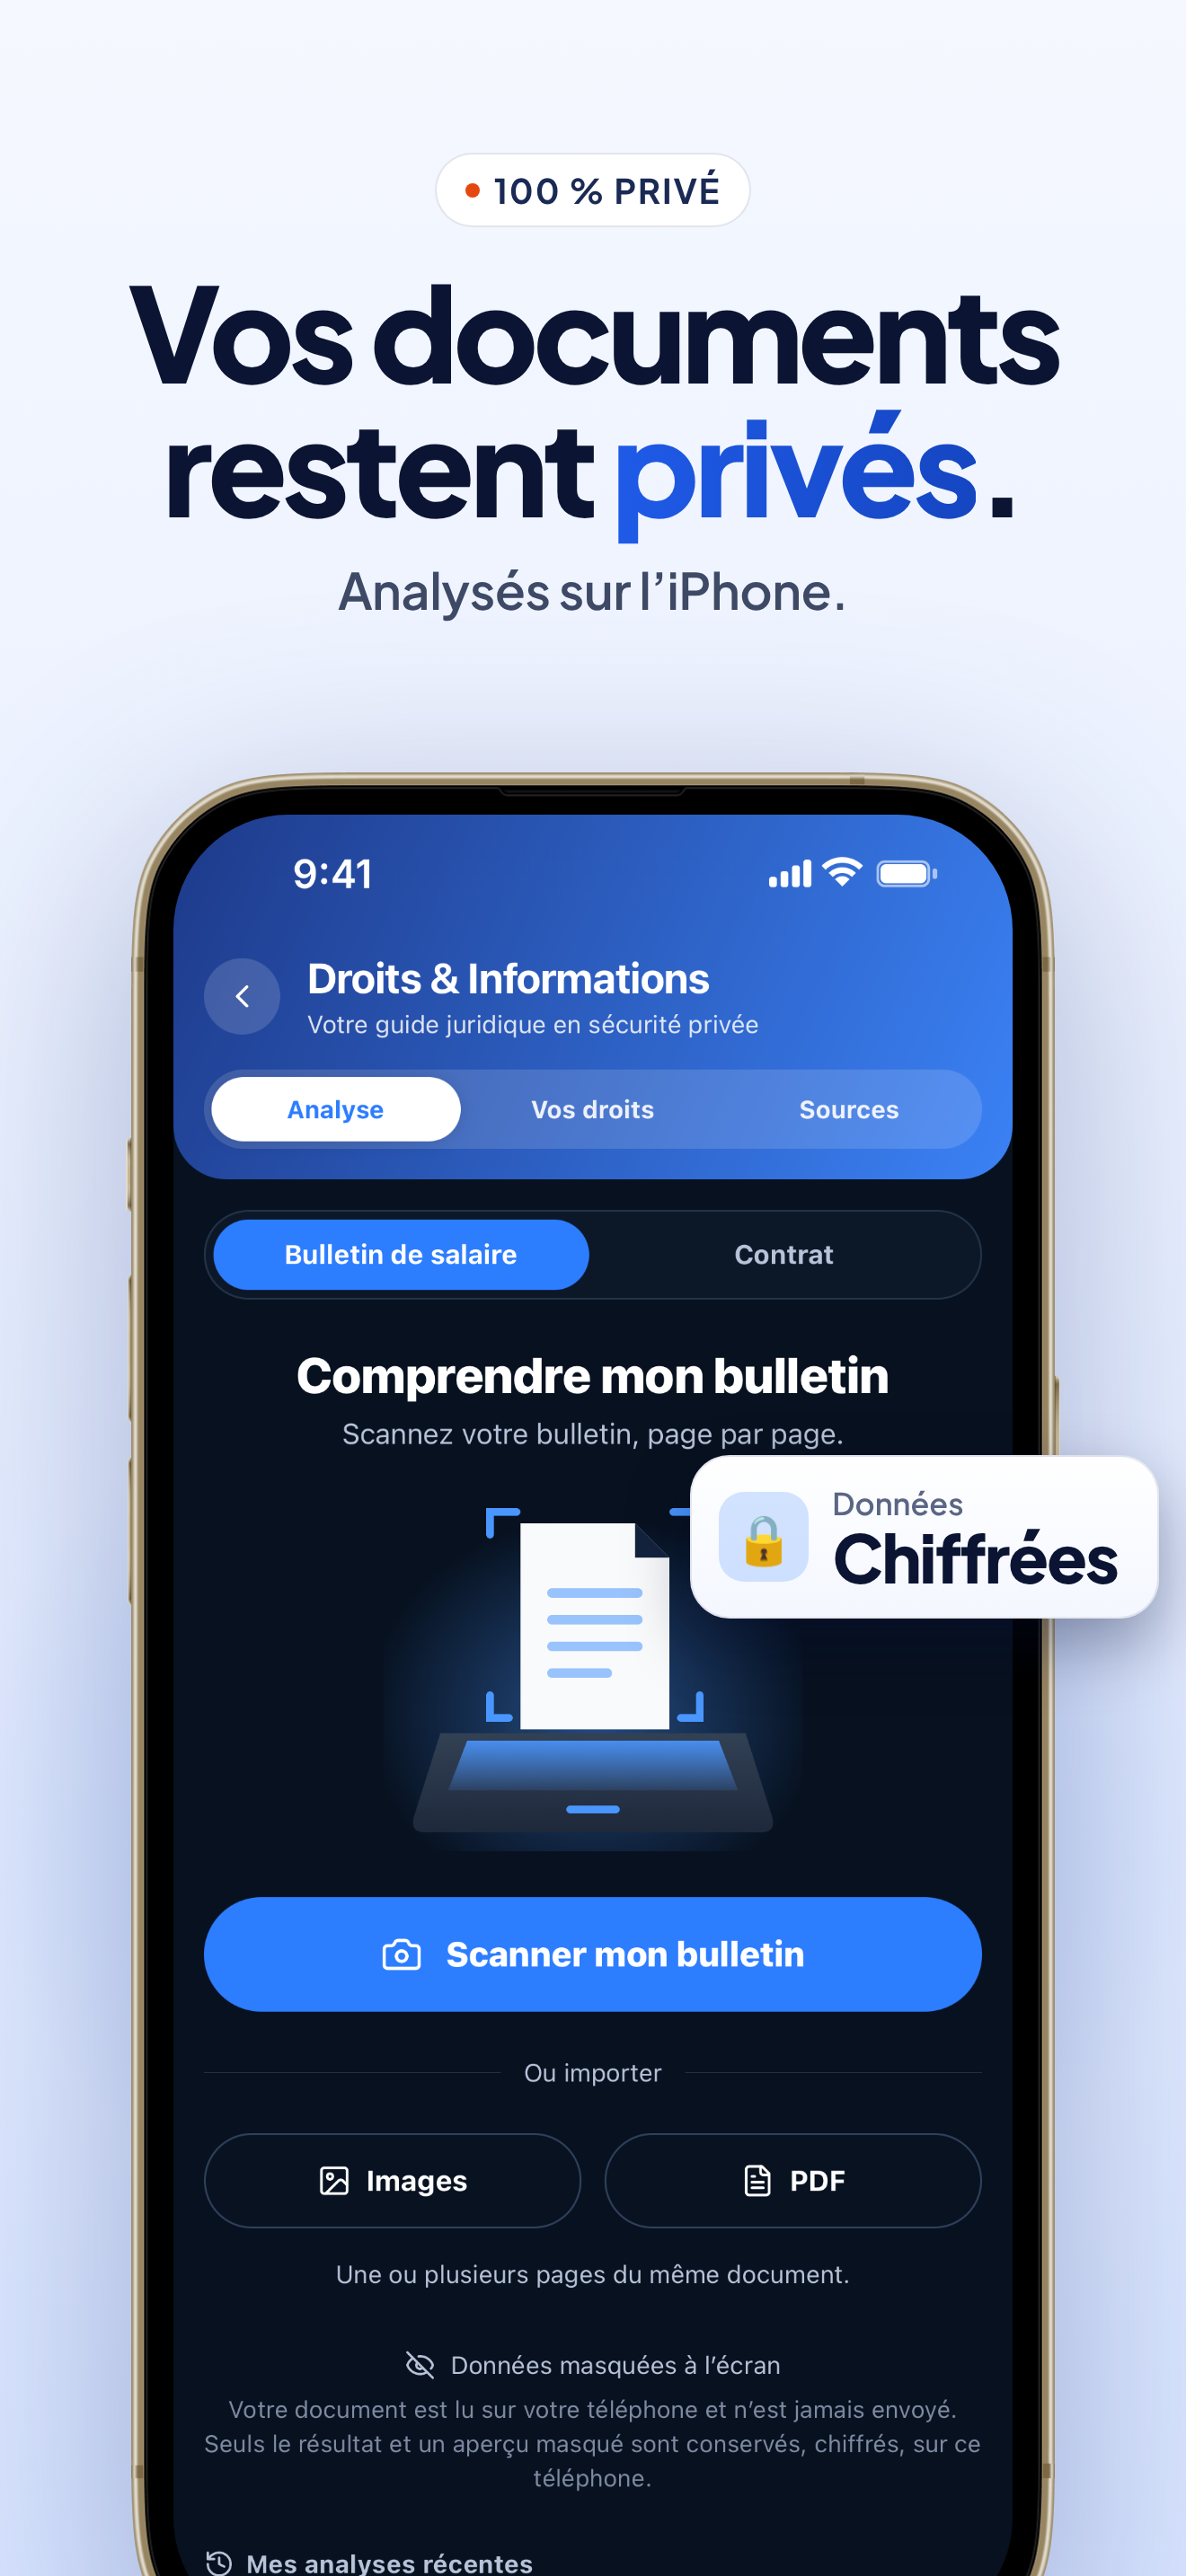 100 % PRIVÉ
Vos documents
restent privés.
Analysés sur l’iPhone.
9:41
Droits & Informations
Votre guide juridique en sécurité privée
Analyse
Vos droits
Sources
Bulletin de salaire
Contrat
Comprendre mon bulletin
Scannez votre bulletin, page par page.
Données
Chiffrées
Scanner mon bulletin
Ou importer
Images
PDF
Une ou plusieurs pages du même document.
Données masquées à l’écran
Votre document est lu sur votre téléphone et n’est jamais envoyé.
Seuls le résultat et un aperçu masqué sont conservés, chiffrés, sur ce
téléphone.
Mes analyses récentes